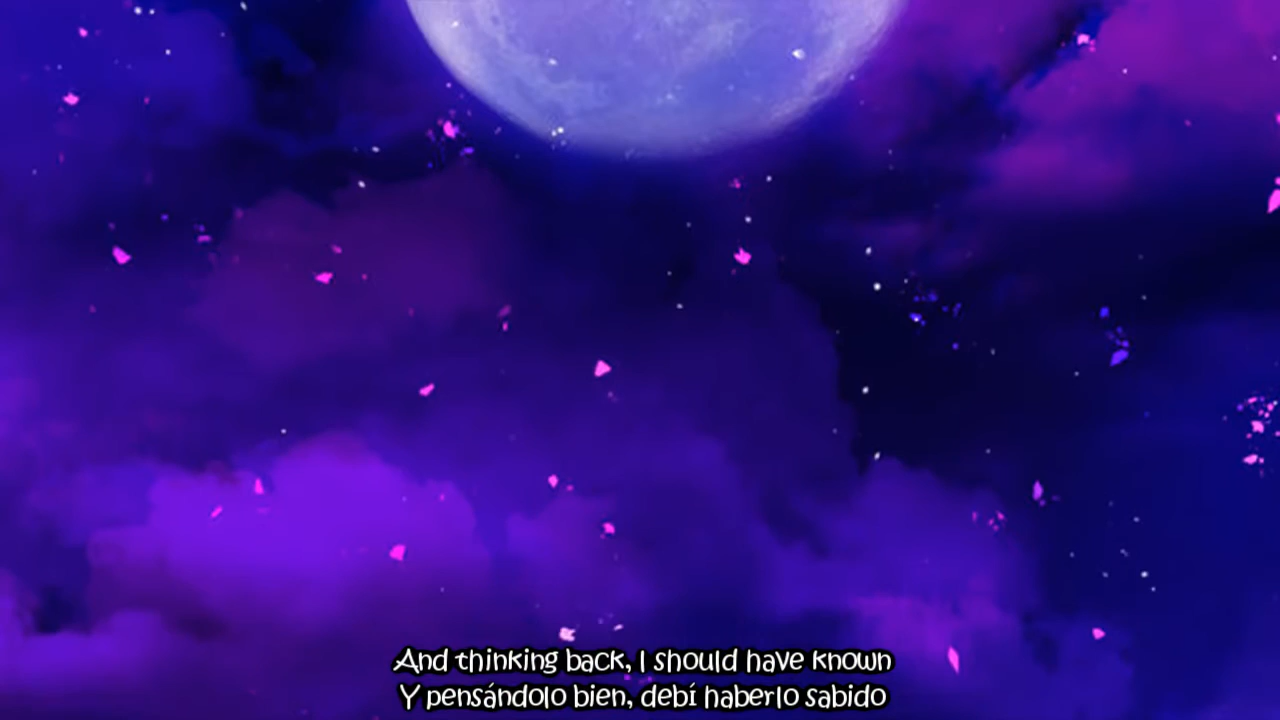 And thinking back, I should have known
Y pensándolo bien, debí haberlo sabido